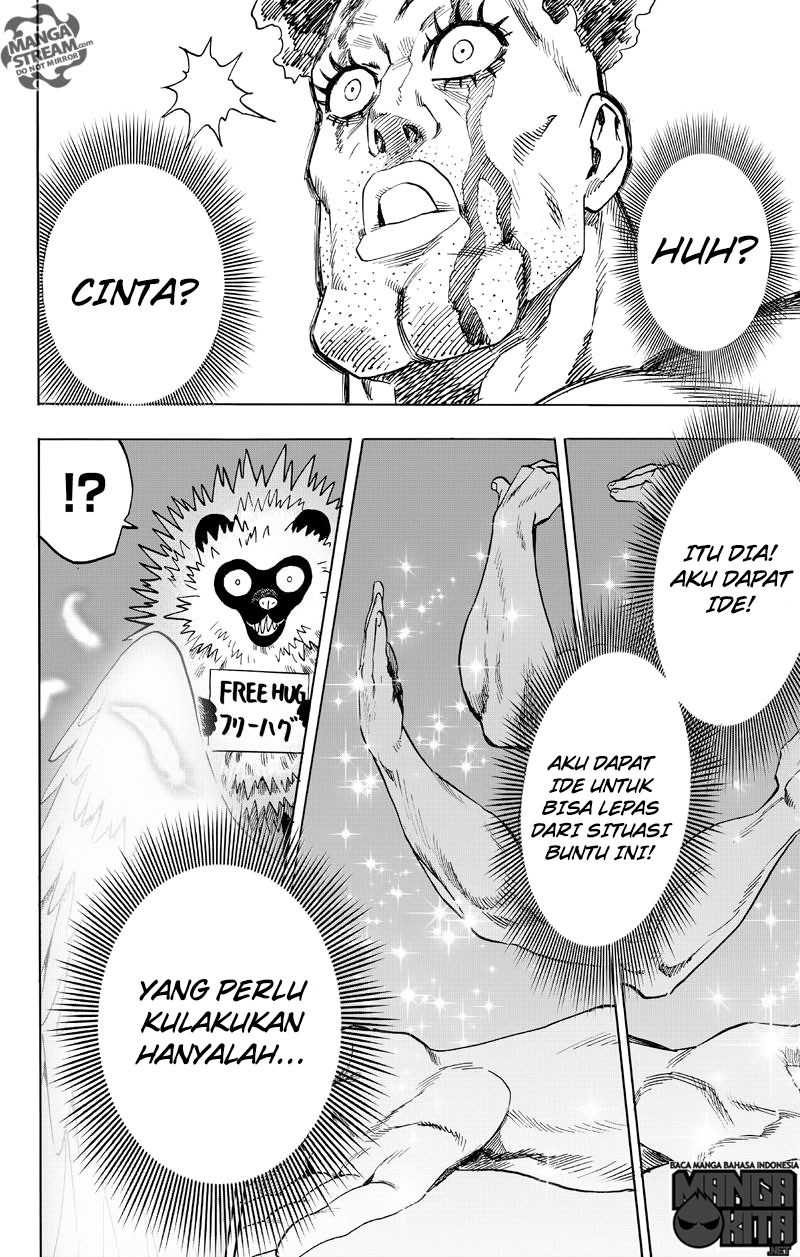 MANGA
STREAM.com
DO NOT MIRROR!
HUH?
CINTA?
ITU DIA!
AKU DAPAT
IDE!
AKU DAPAT
IDE UNTUK
BISA LEPAS
DARI SITUASI
BUNTU INI!
!?
FREE HUG
フリーハグ
YANG PERLU
KULAKUKAN
HANYALAH...
BACA MANGA BAHASA INDONESIA
MANGA
KITA
.NET